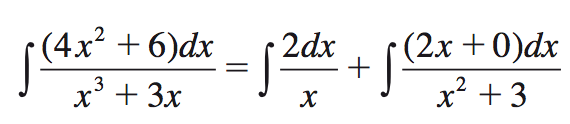 ∫ (4x² + 6)dx / x³ + 3x = ∫ 2dx / x + ∫ (2x + 0)dx / x² + 3